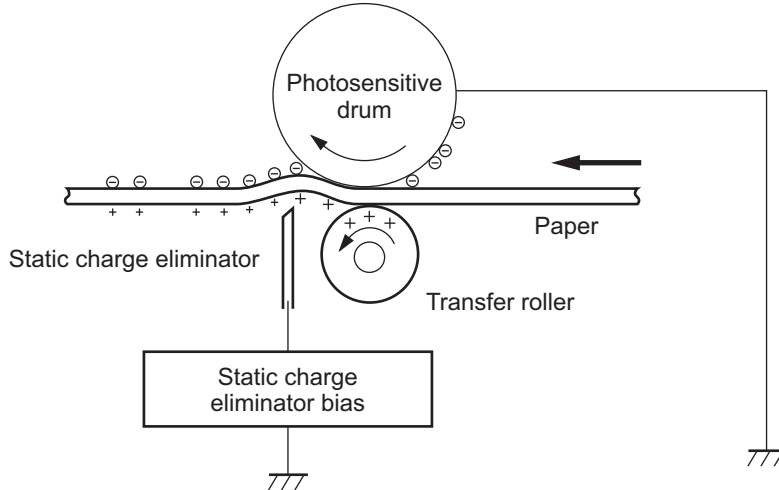 Photosensitive
drum
Paper
Static charge eliminator
Transfer roller
Static charge
eliminator bias